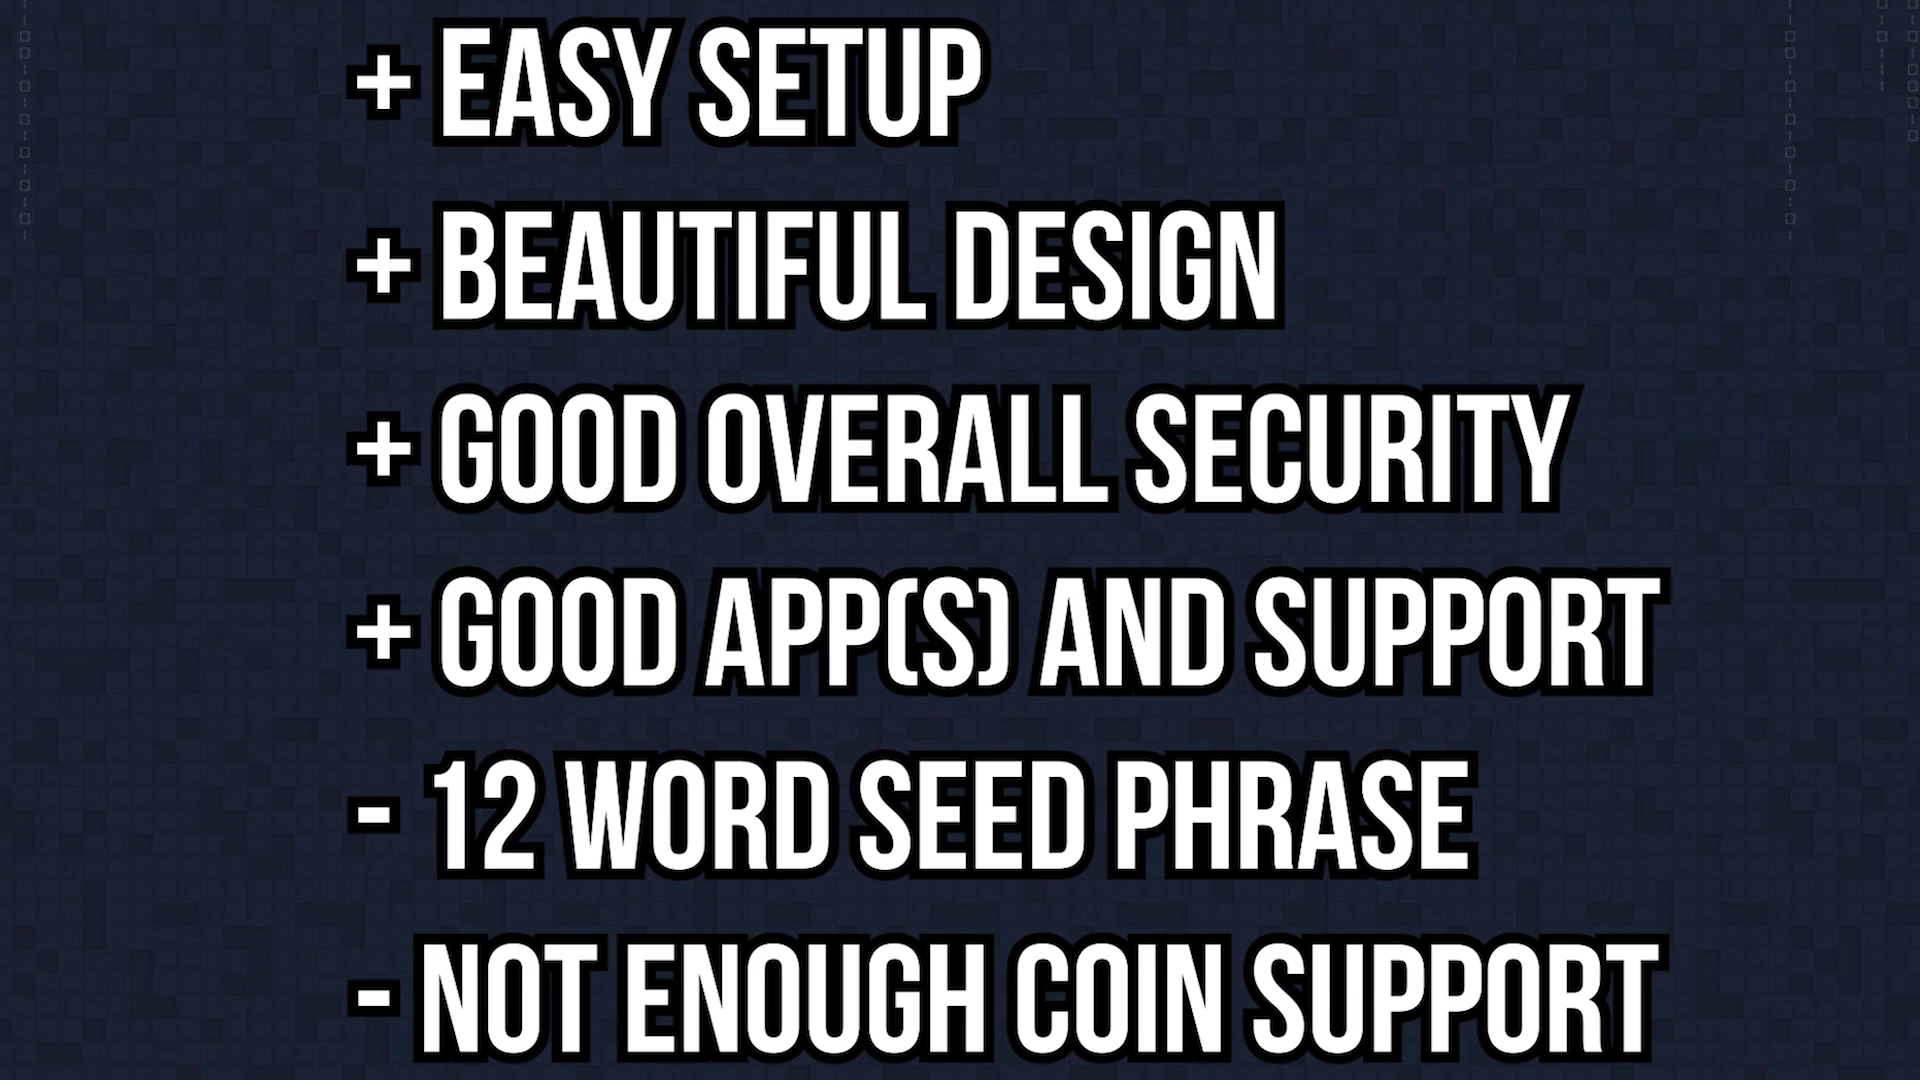 + EASY SETUP
+ BEAUTIFUL DESIGN
+ GOOD OVERALL SECURITY
+ GOOD APP(S) AND SUPPORT
- 12 WORD SEED PHRASE
- NOT ENOUGH COIN SUPPORT